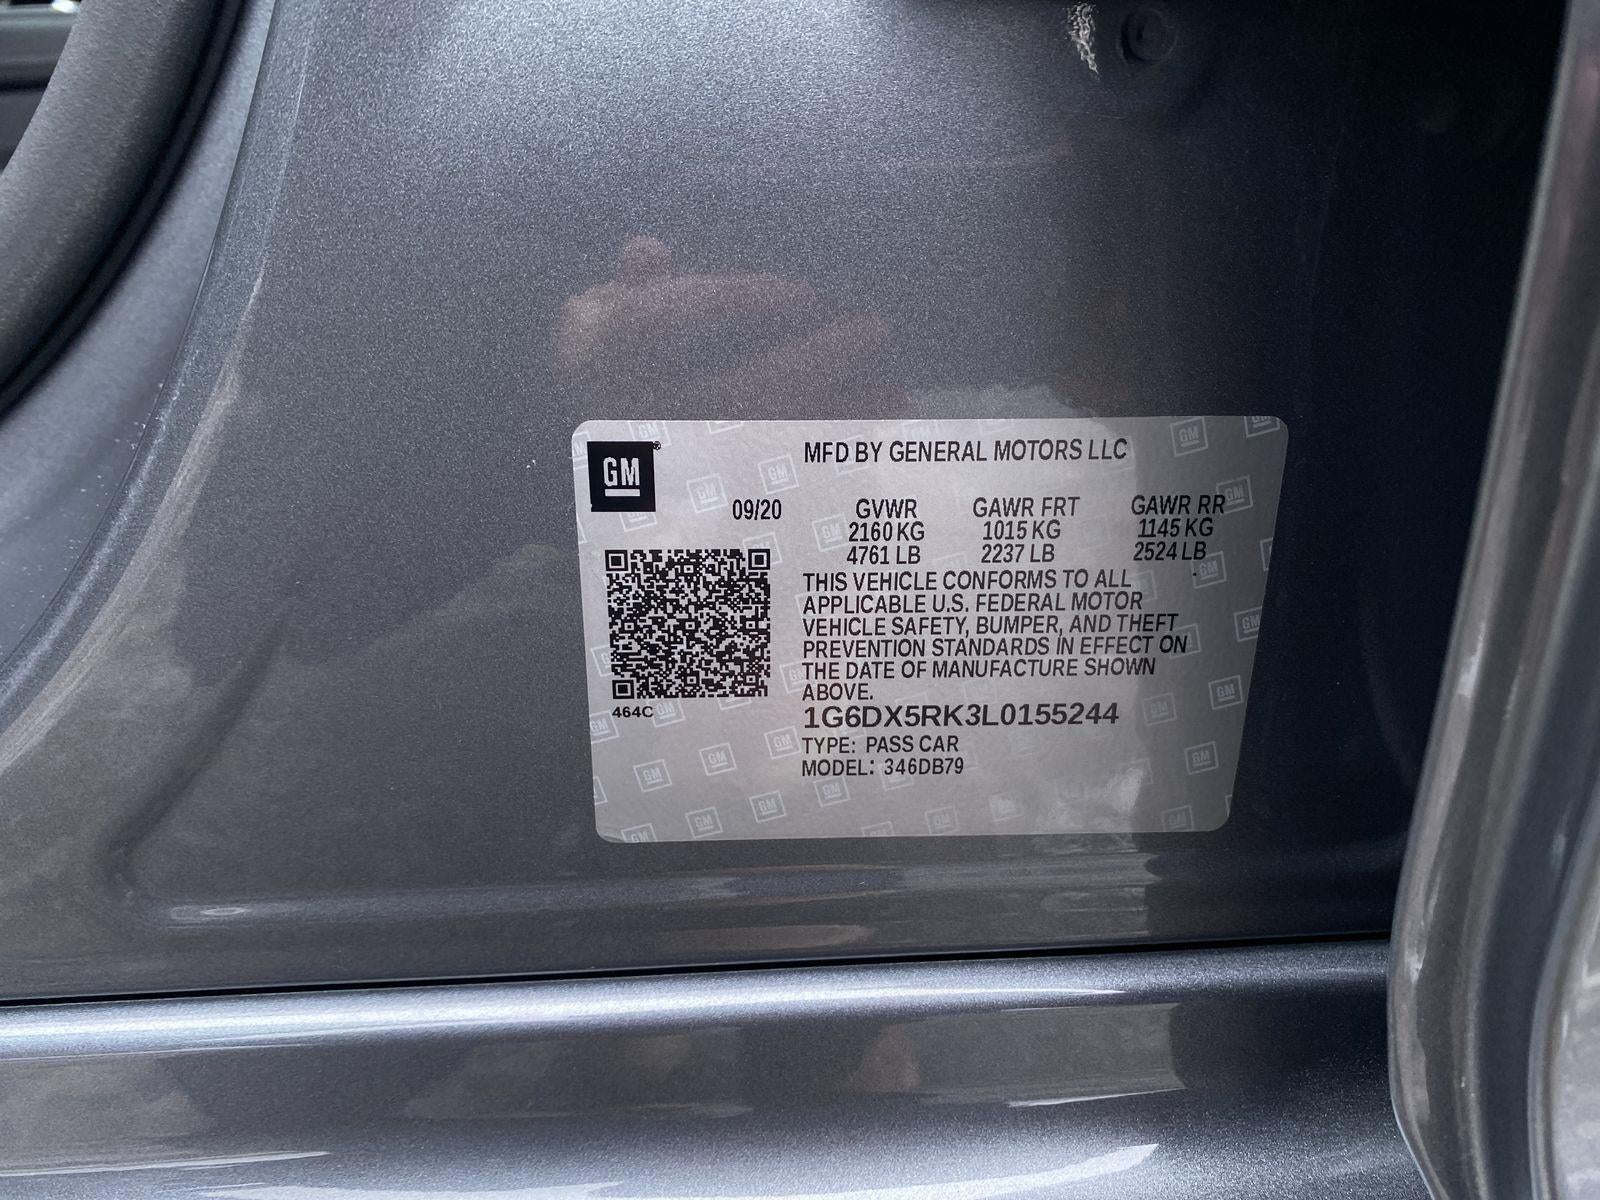 GM
MFD BY GENERAL MOTORS LLC
09/20 GVWR GAWR FRT GAWR RR
2160 KG 1015 KG 1145 KG
4761 LB 2237 LB 2524 LB
THIS VEHICLE CONFORMS TO ALL
APPLICABLE U.S. FEDERAL MOTOR
VEHICLE SAFETY, BUMPER, AND THEFT
PREVENTION STANDARDS IN EFFECT ON
THE DATE OF MANUFACTURE SHOWN
ABOVE.
464C
1G6DX5RK3L0155244
TYPE: PASS CAR
MODEL: 346DB79